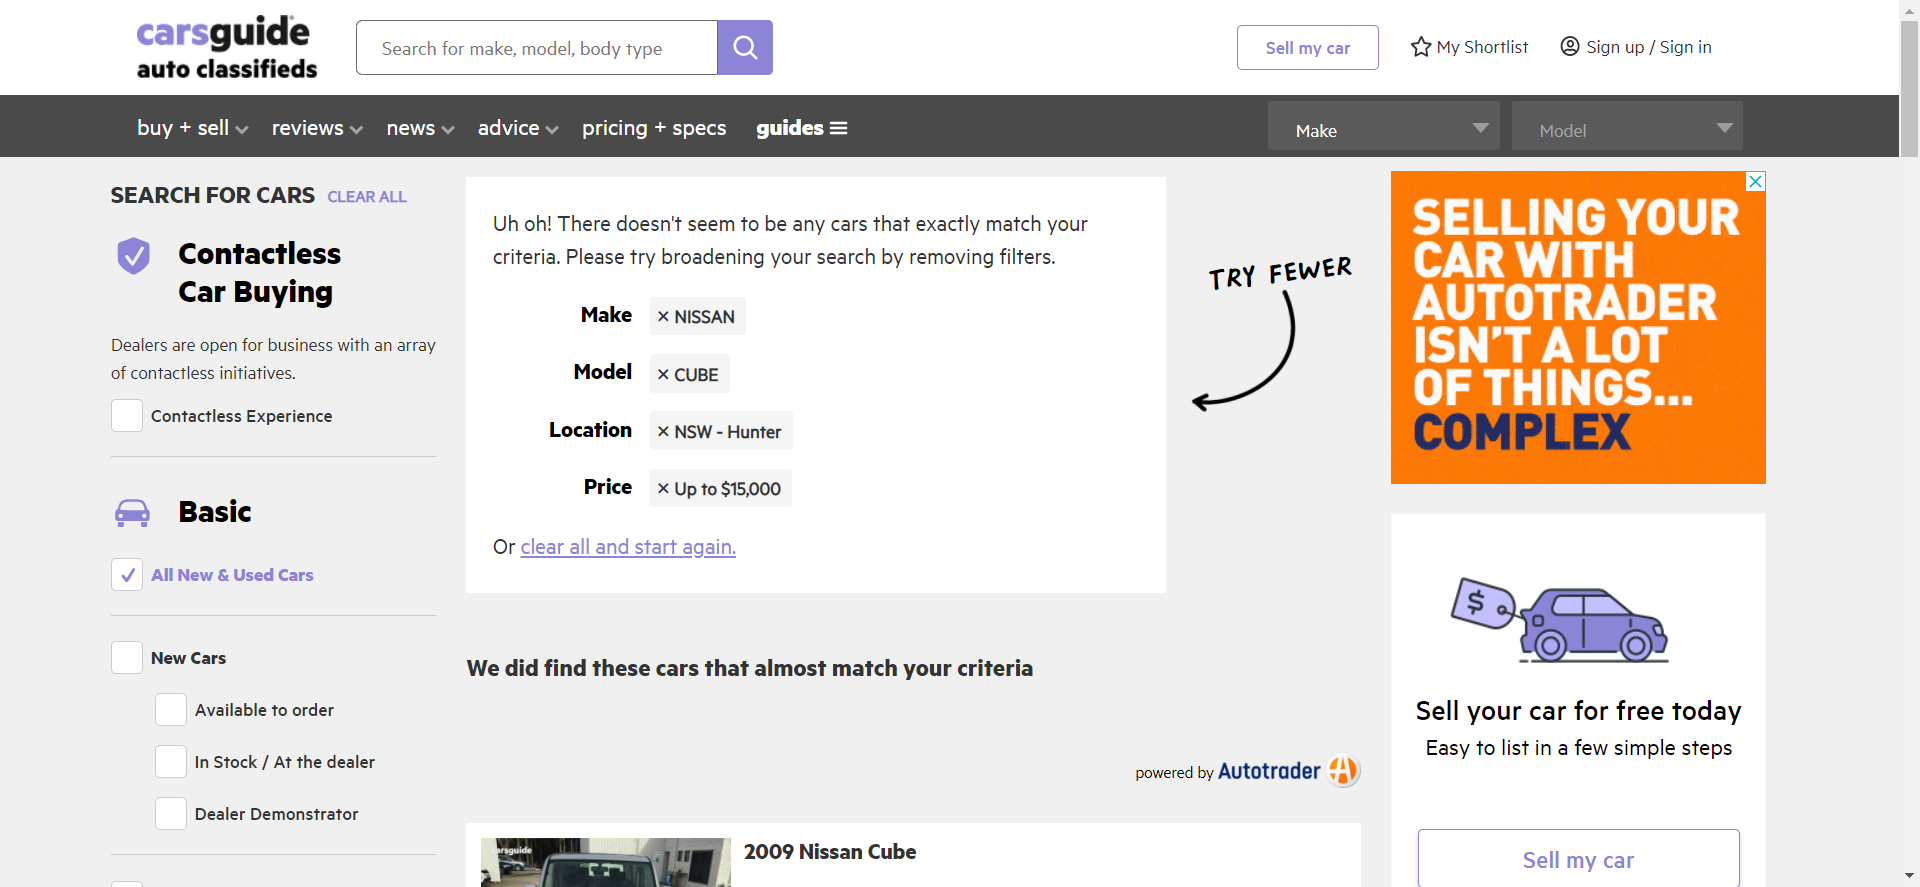 carsguide
auto classifieds
Search for make, model, body type
Sell my car
My Shortlist
Sign up / Sign in
buy + sell
reviews
news
advice
pricing + specs
guides
Make
Model
SEARCH FOR CARS CLEAR ALL
Contactless
Car Buying
Dealers are open for business with an array
of contactless initiatives.
Contactless Experience
Basic
All New & Used Cars
New Cars
Available to order
In Stock / At the dealer
Dealer Demonstrator
Uh oh! There doesn't seem to be any cars that exactly match your
criteria. Please try broadening your search by removing filters.
Make × NISSAN
Model × CUBE
Location × NSW - Hunter
Price × Up to $15,000
Or clear all and start again.
TRY FEWER
We did find these cars that almost match your criteria
powered by Autotrader
carsguide
2009 Nissan Cube
SELLING YOUR
CAR WITH
AUTOTRADER
ISN'T A LOT
OF THINGS...
COMPLEX
$
Sell your car for free today
Easy to list in a few simple steps
Sell my car